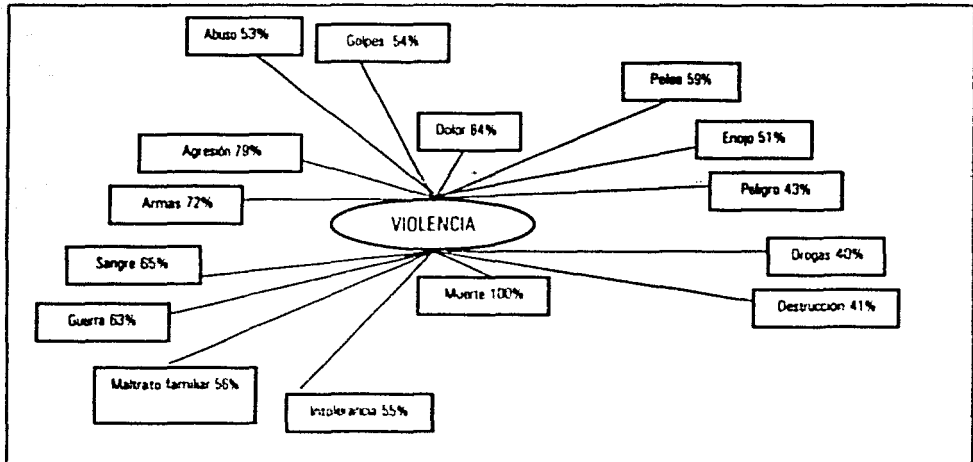 Abuso 53%
Golpes 54%
Pelea 59%
Dolor 64%
Enojo 51%
Agresión 79%
Peligro 43%
Armas 72%
VIOLENCIA
Sangre 65%
Drogas 40%
Muerte 100%
Destrucción 41%
Guerra 63%
Maltrato familiar 56%
Intolerancia 55%